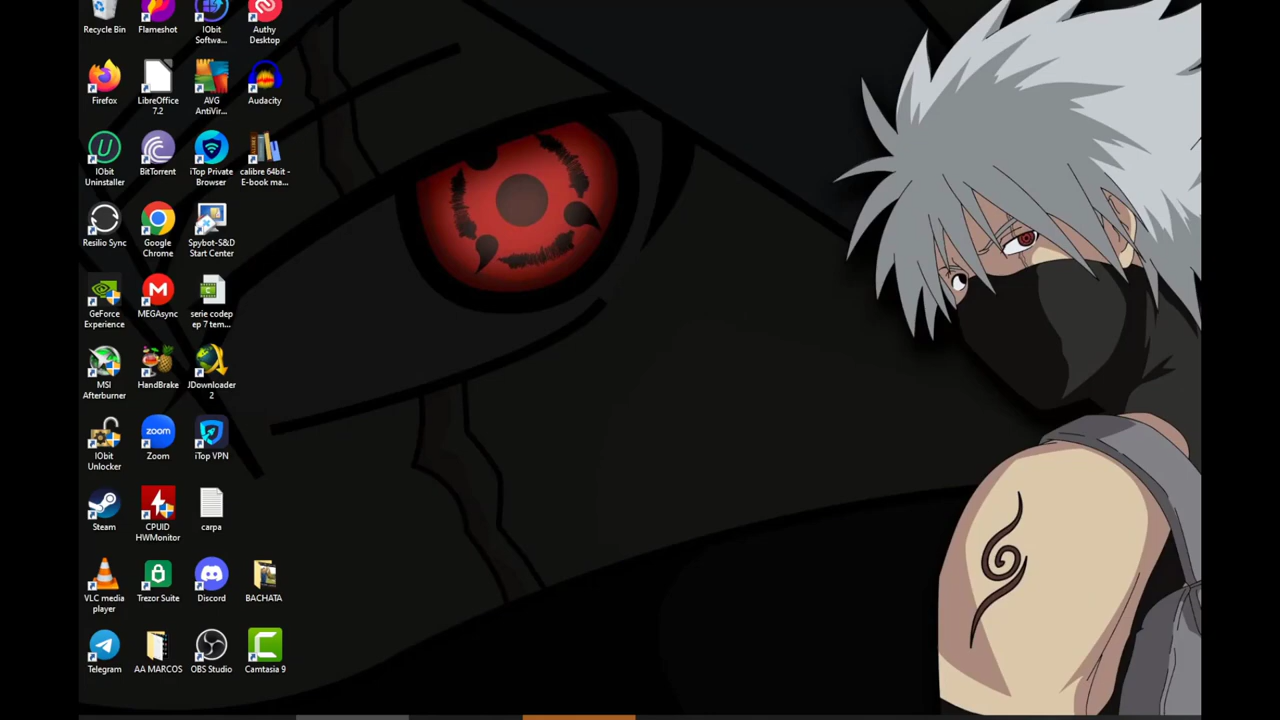 Recycle Bin
Flameshot
IObit
Softwa...
Authy
Desktop
Firefox
LibreOffice
7.2
AVG
AntiVir...
Audacity
IObit
Uninstaller
BitTorrent
iTop Private
Browser
calibre 64bit -
E-book ma...
Resilio Sync
Google
Chrome
Spybot-S&D
Start Center
GeForce
Experience
MEGAsync
serie codep
ep 7 tem...
MSI
Afterburner
HandBrake
JDownloader
2
IObit
Unlocker
zoom
Zoom
iTop VPN
Steam
CPUID
HWMonitor
carpa
VLC media
player
Trezor Suite
Discord
BACHATA
Telegram
AA MARCOS
OBS Studio
Camtasia 9